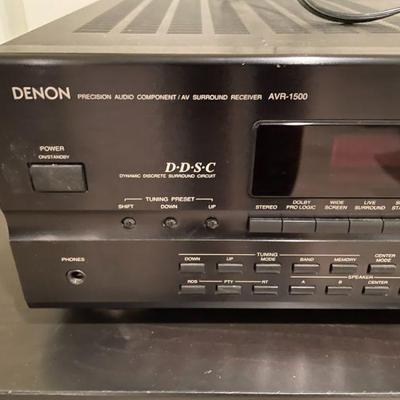 DENON PRECISION AUDIO COMPONENT / AV SURROUND RECEIVER AVR-1500
POWER
ON/STANDBY
D·D·S·C
DYNAMIC DISCRETE SURROUND CIRCUIT
TUNING PRESET
SHIFT DOWN UP
STEREO
DOLBY
PRO LOGIC
WIDE
SCREEN
LIVE
SURROUND
PHONES
TUNING
DOWN UP MODE BAND MEMORY
CENTER
MODE
SPEAKER
RDS PTY RT A B CENTER